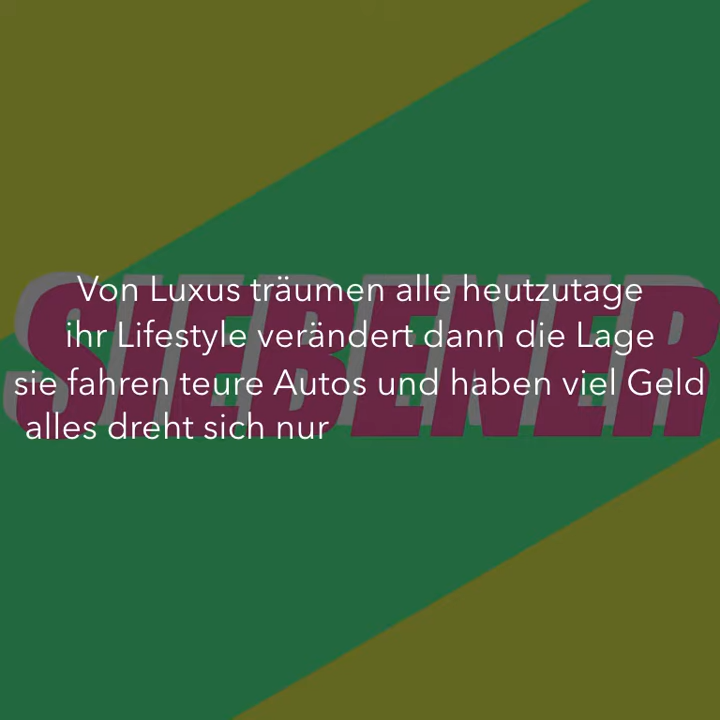 SIEBENER
Von Luxus träumen alle heutzutage
ihr Lifestyle verändert dann die Lage
sie fahren teure Autos und haben viel Geld
alles dreht sich nur